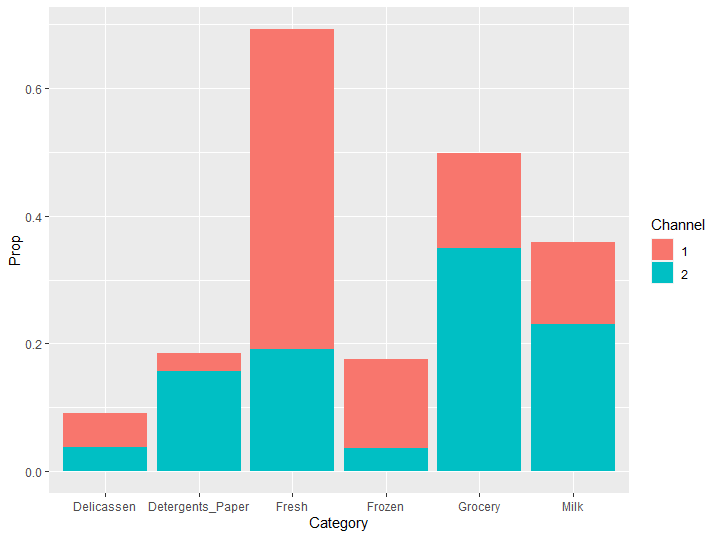 0.6
0.4
0.2
0.0
Prop
Delicassen Detergents_Paper Fresh Frozen Grocery Milk
Category
Channel
1
2